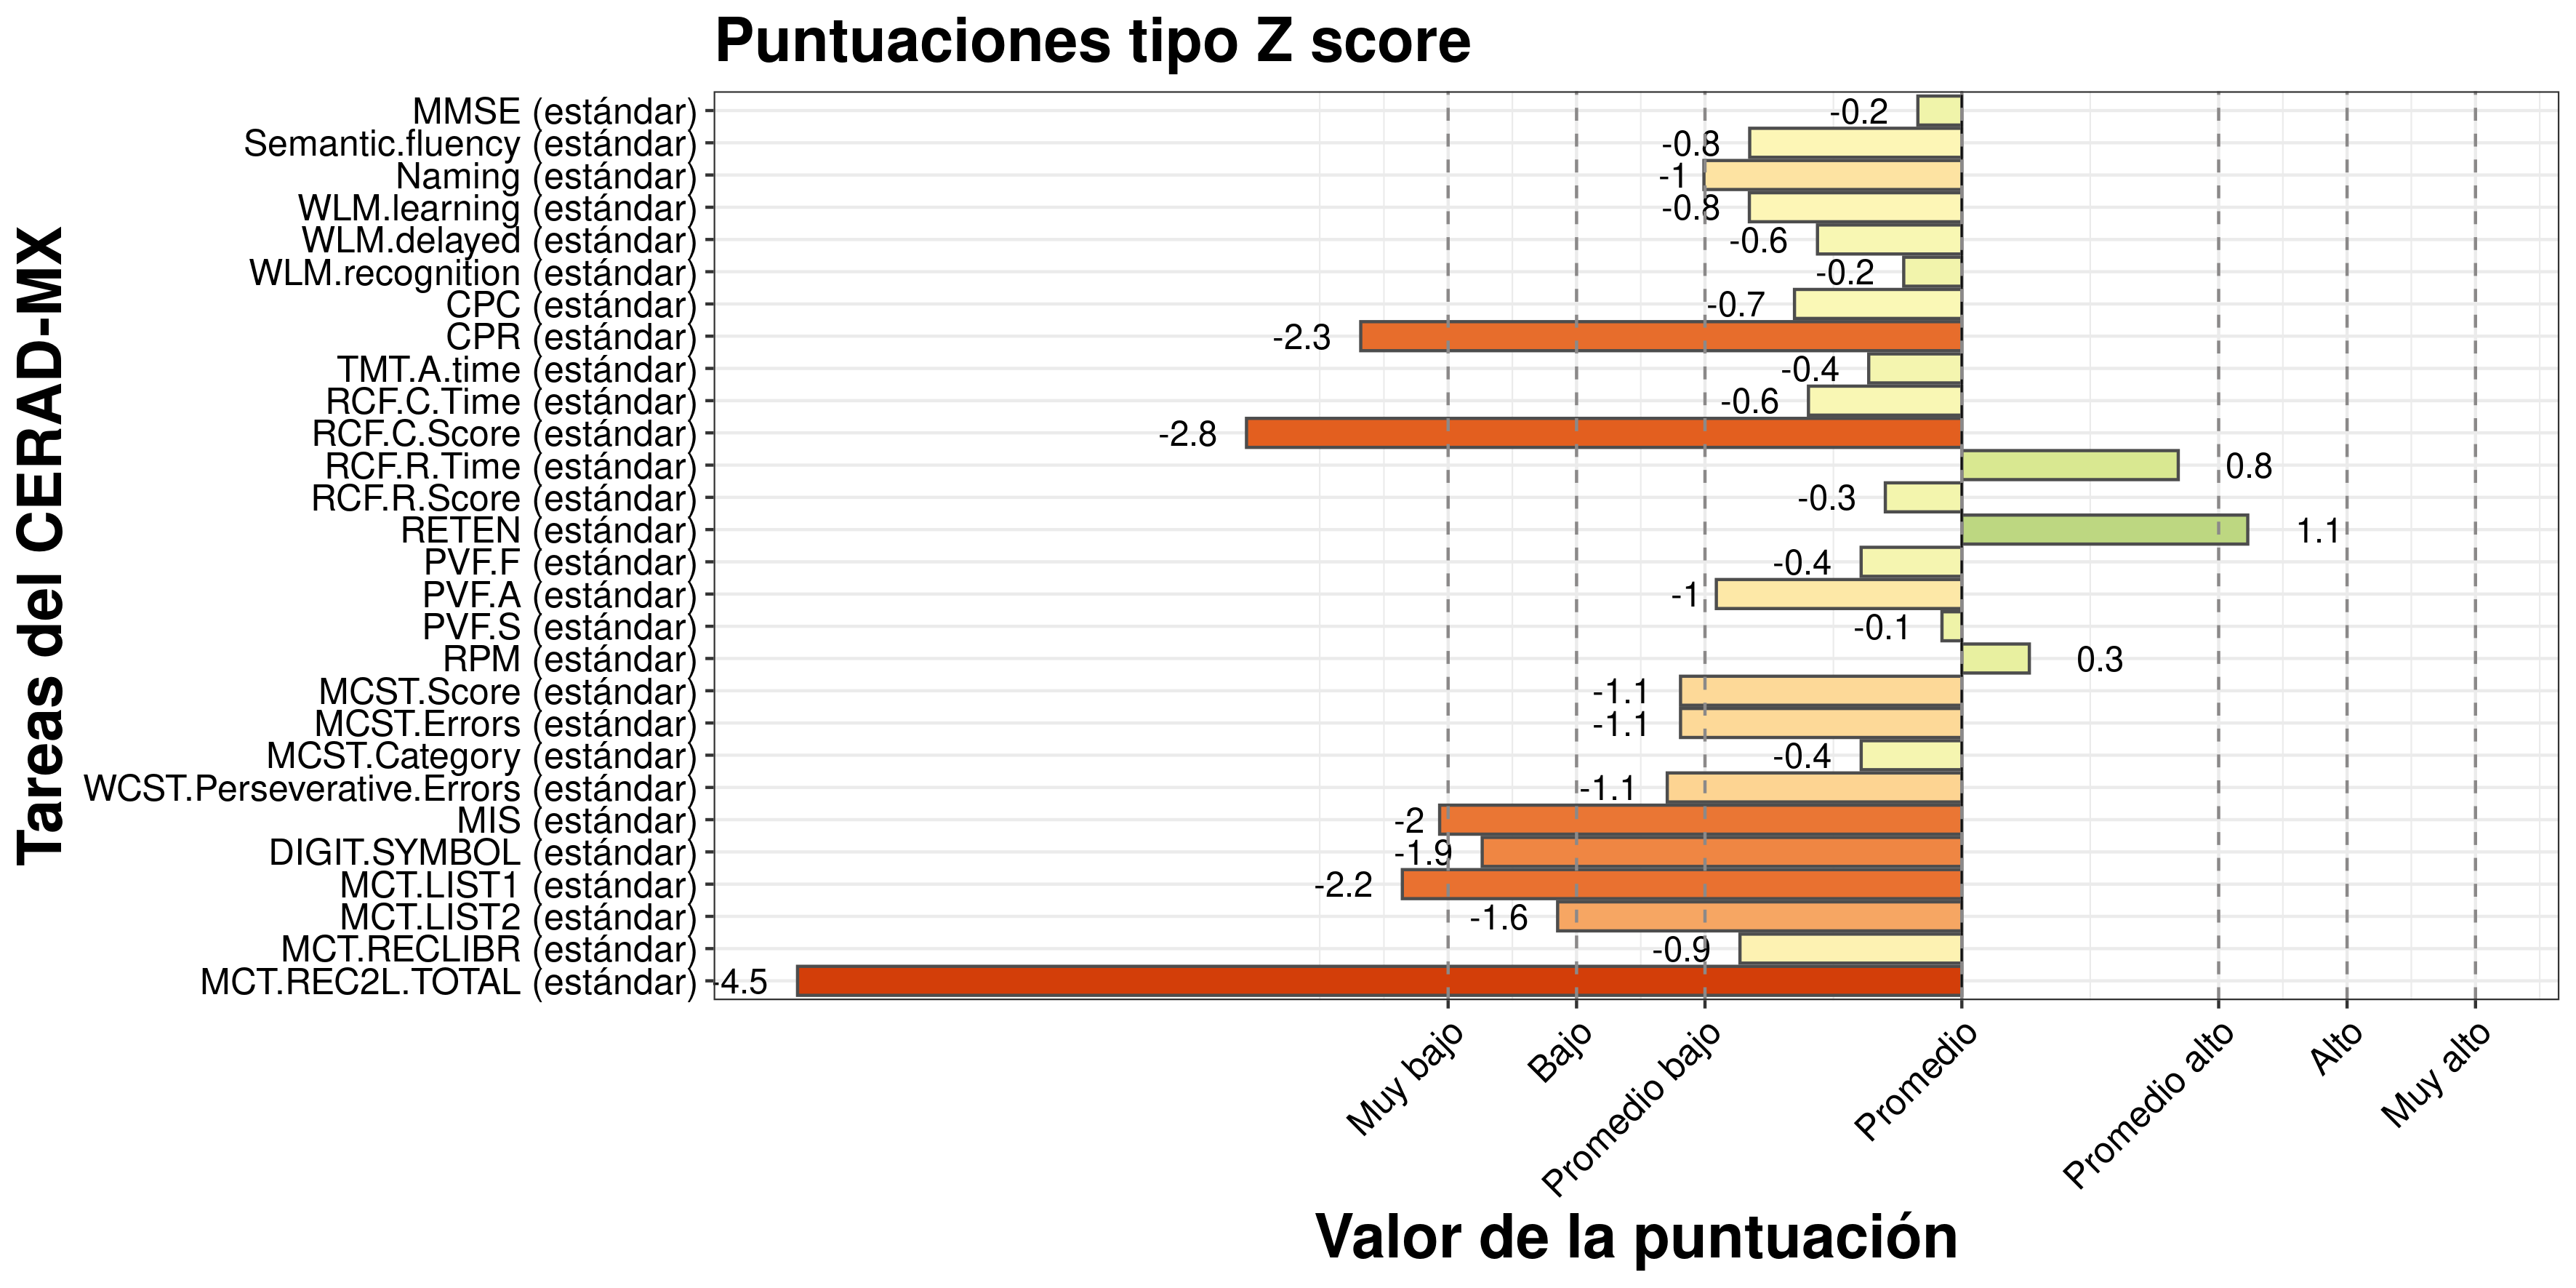 Puntuaciones tipo Z score
Tareas del CERAD-MX
MMSE (estándar) -0.2
Semantic.fluency (estándar) -0.8
Naming (estándar) -1
WLM.learning (estándar) -0.8
WLM.delayed (estándar) -0.6
WLM.recognition (estándar) -0.2
CPC (estándar) -0.7
CPR (estándar) -2.3
TMT.A.time (estándar) -0.4
RCF.C.Time (estándar) -0.6
RCF.C.Score (estándar) -2.8
RCF.R.Time (estándar) 0.8
RCF.R.Score (estándar) -0.3
RETEN (estándar) 1.1
PVF.F (estándar) -0.4
PVF.A (estándar) -1
PVF.S (estándar) -0.1
RPM (estándar) 0.3
MCST.Score (estándar) -1.1
MCST.Errors (estándar) -1.1
MCST.Category (estándar) -0.4
WCST.Perseverative.Errors (estándar) -1.1
MIS (estándar) -2
DIGIT.SYMBOL (estándar) -1.9
MCT.LIST1 (estándar) -2.2
MCT.LIST2 (estándar) -1.6
MCT.RECLIBR (estándar) -0.9
MCT.REC2L.TOTAL (estándar) -4.5
Muy bajo
Bajo
Promedio bajo
Promedio
Promedio alto
Alto
Muy alto
Valor de la puntuación